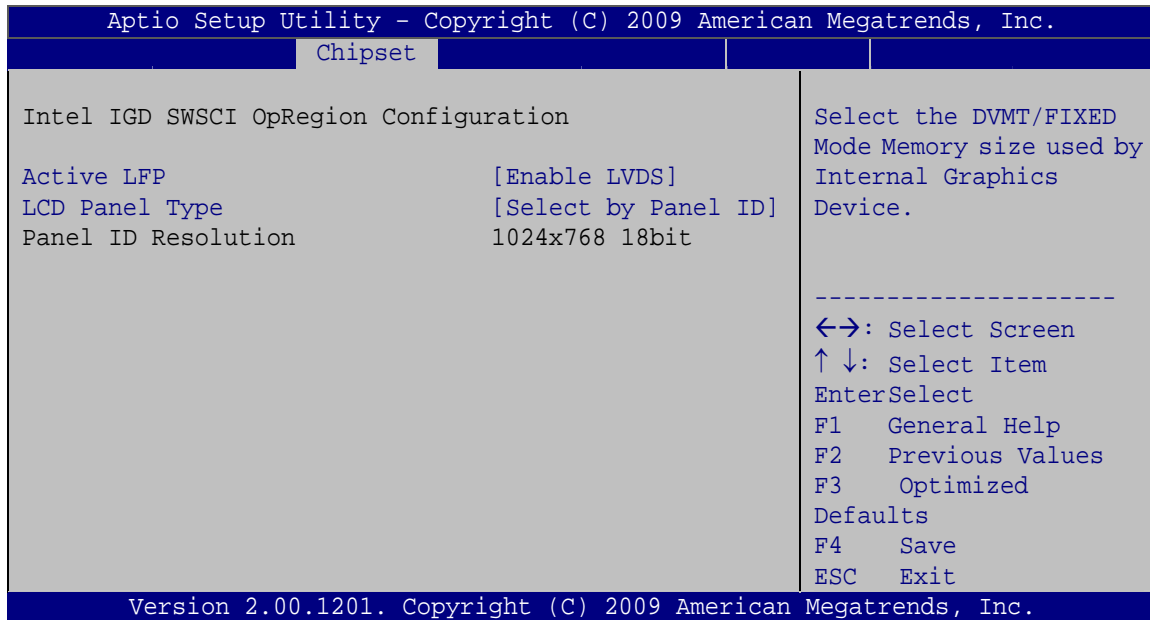 Aptio Setup Utility – Copyright (C) 2009 American Megatrends, Inc.
Chipset
Intel IGD SWSCI OpRegion Configuration
Active LFP [Enable LVDS]
LCD Panel Type [Select by Panel ID]
Panel ID Resolution 1024x768 18bit
Select the DVMT/FIXED
Mode Memory size used by
Internal Graphics
Device.
---------------------
←→: Select Screen
↑ ↓: Select Item
EnterSelect
F1 General Help
F2 Previous Values
F3 Optimized
Defaults
F4 Save
ESC Exit
Version 2.00.1201. Copyright (C) 2009 American Megatrends, Inc.